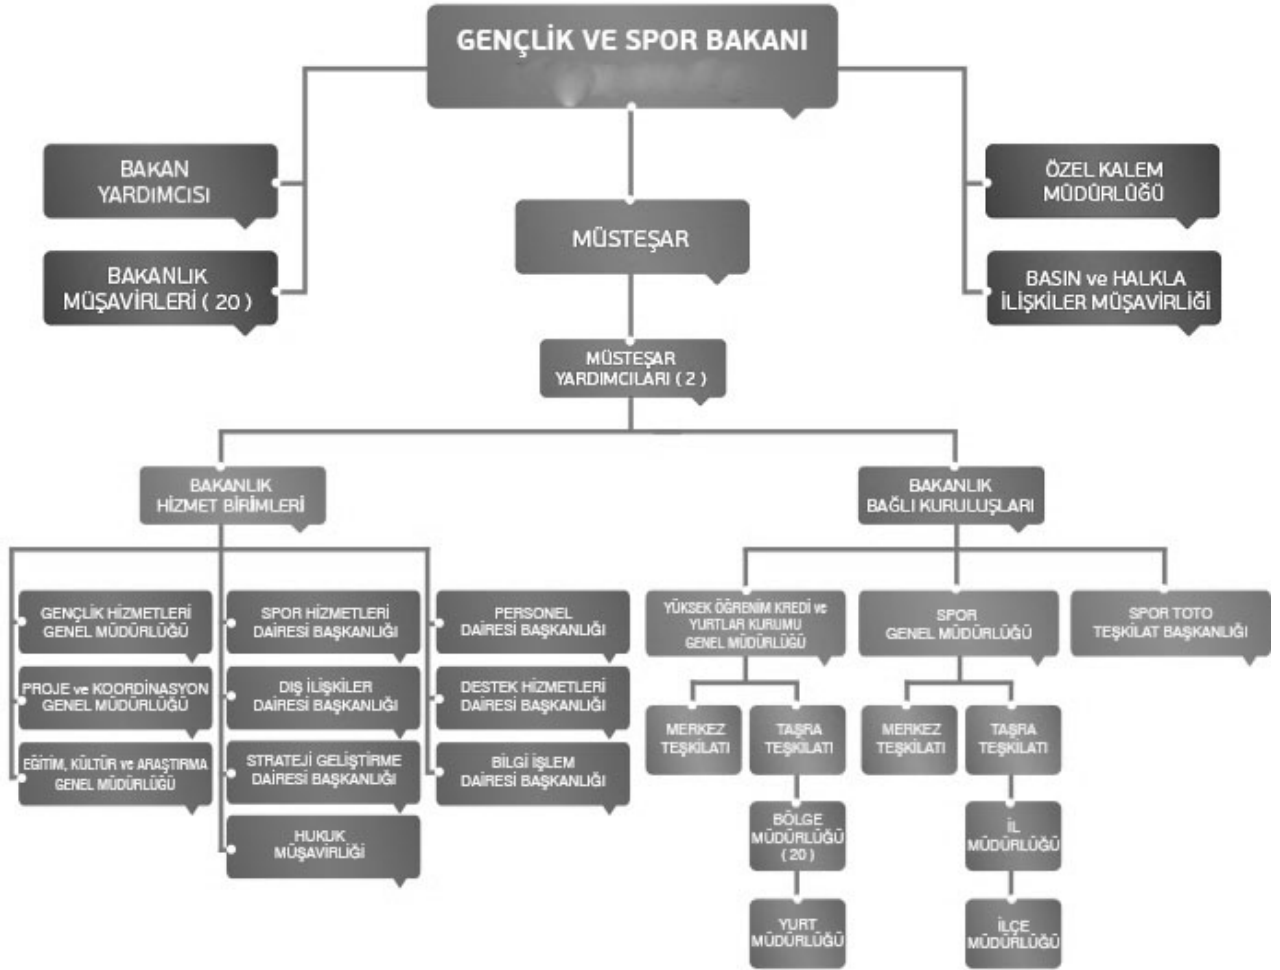 GENÇLİK VE SPOR BAKANI
BAKAN
YARDIMCISI
BAKANLIK
MÜŞAVİRLERİ ( 20 )
ÖZEL KALEM
MÜDÜRLÜĞÜ
BASIN ve HALKLA
İLİŞKİLER MÜŞAVİRLİĞİ
MÜSTEŞAR
MÜSTEŞAR
YARDIMCILARI ( 2 )
BAKANLIK
HİZMET BİRİMLERİ
BAKANLIK
BAĞLI KURULUŞLARI
GENÇLİK HİZMETLERİ
GENEL MÜDÜRLÜĞÜ
PROJE ve KOORDİNASYON
GENEL MÜDÜRLÜĞÜ
EĞİTİM, KÜLTÜR ve ARAŞTIRMA
GENEL MÜDÜRLÜĞÜ
SPOR HİZMETLERİ
DAİRESİ BAŞKANLIĞI
DIŞ İLİŞKİLER
DAİRESİ BAŞKANLIĞI
STRATEJİ GELİŞTİRME
DAİRESİ BAŞKANLIĞI
HUKUK
MÜŞAVİRLİĞİ
PERSONEL
DAİRESİ BAŞKANLIĞI
DESTEK HİZMETLERİ
DAİRESİ BAŞKANLIĞI
BİLGİ İŞLEM
DAİRESİ BAŞKANLIĞI
YÜKSEK ÖĞRENİM KREDİ ve
YURTLAR KURUMU
GENEL MÜDÜRLÜĞÜ
MERKEZ
TEŞKİLATI
TAŞRA
TEŞKİLATI
BÖLGE
MÜDÜRLÜĞÜ
( 20 )
YURT
MÜDÜRLÜĞÜ
SPOR
GENEL MÜDÜRLÜĞÜ
MERKEZ
TEŞKİLATI
TAŞRA
TEŞKİLATI
İL
MÜDÜRLÜĞÜ
İLÇE
MÜDÜRLÜĞÜ
SPOR TOTO
TEŞKİLAT BAŞKANLIĞI